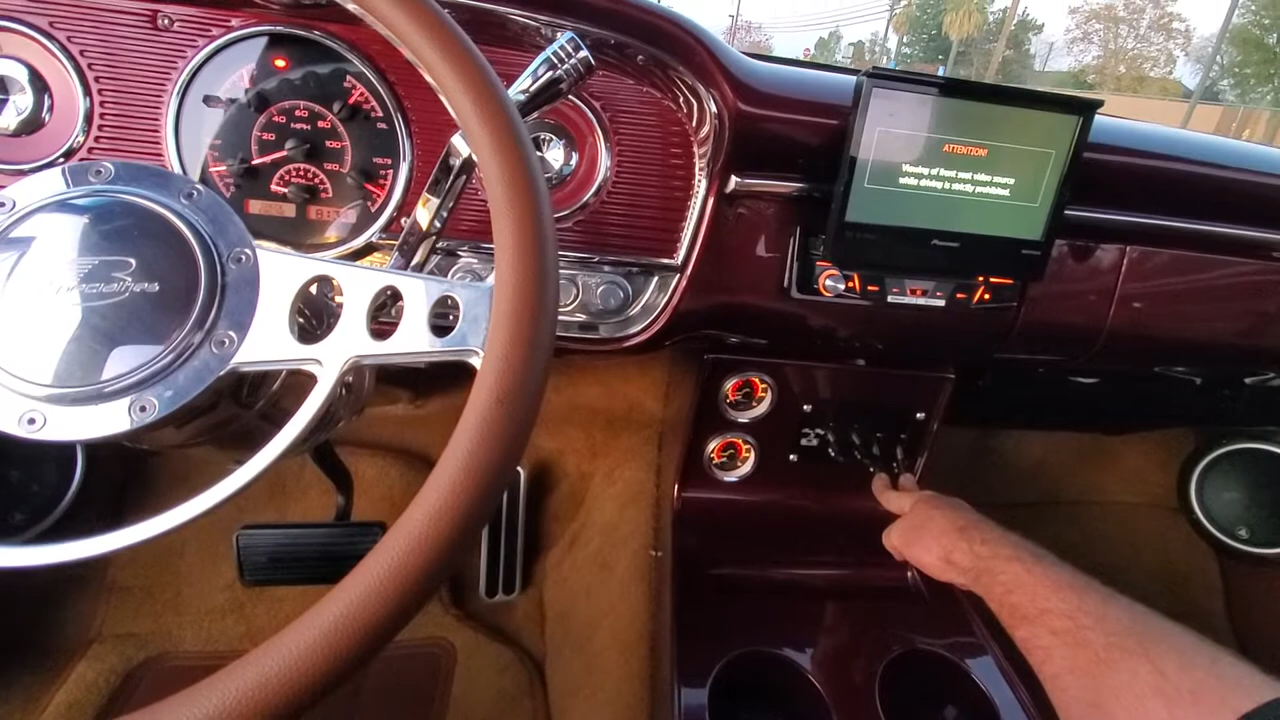 ATTENTION!
Viewing of front seat video source
while driving is strictly prohibited.
Pioneer
20
40
60
80
100
120
MPH
OIL
VOLTS
B
Specialties